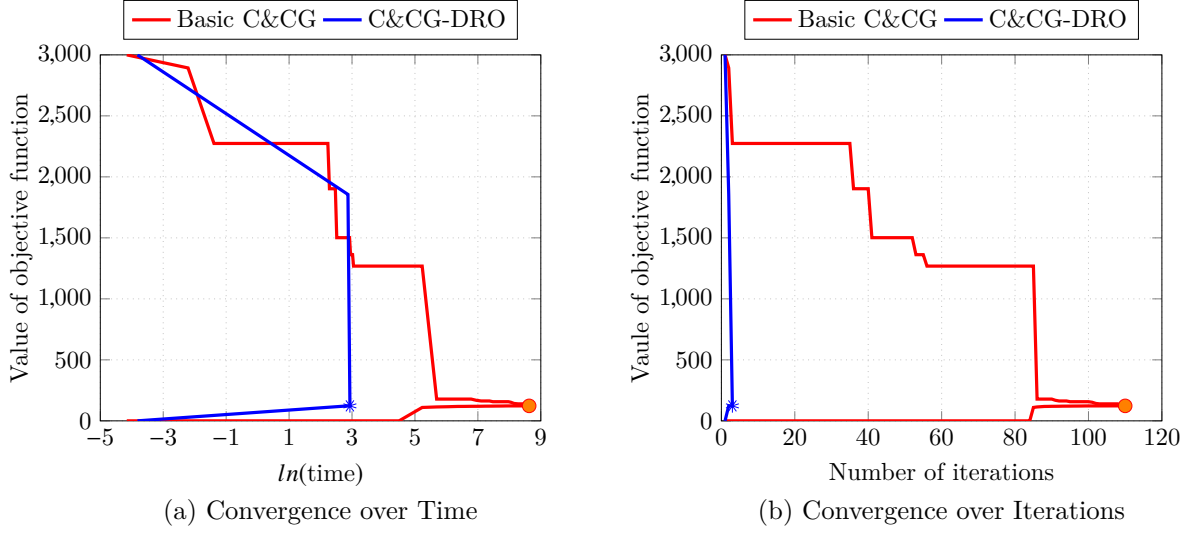 Basic C&CG C&CG-DRO
3,000
2,500
2,000
1,500
1,000
500
0
Value of objective function
−5 −3 −1 1 3 5 7 9
ln(time)
(a) Convergence over Time
Basic C&CG C&CG-DRO
3,000
2,500
2,000
1,500
1,000
500
0
Vaule of objective function
0 20 40 60 80 100 120
Number of iterations
(b) Convergence over Iterations